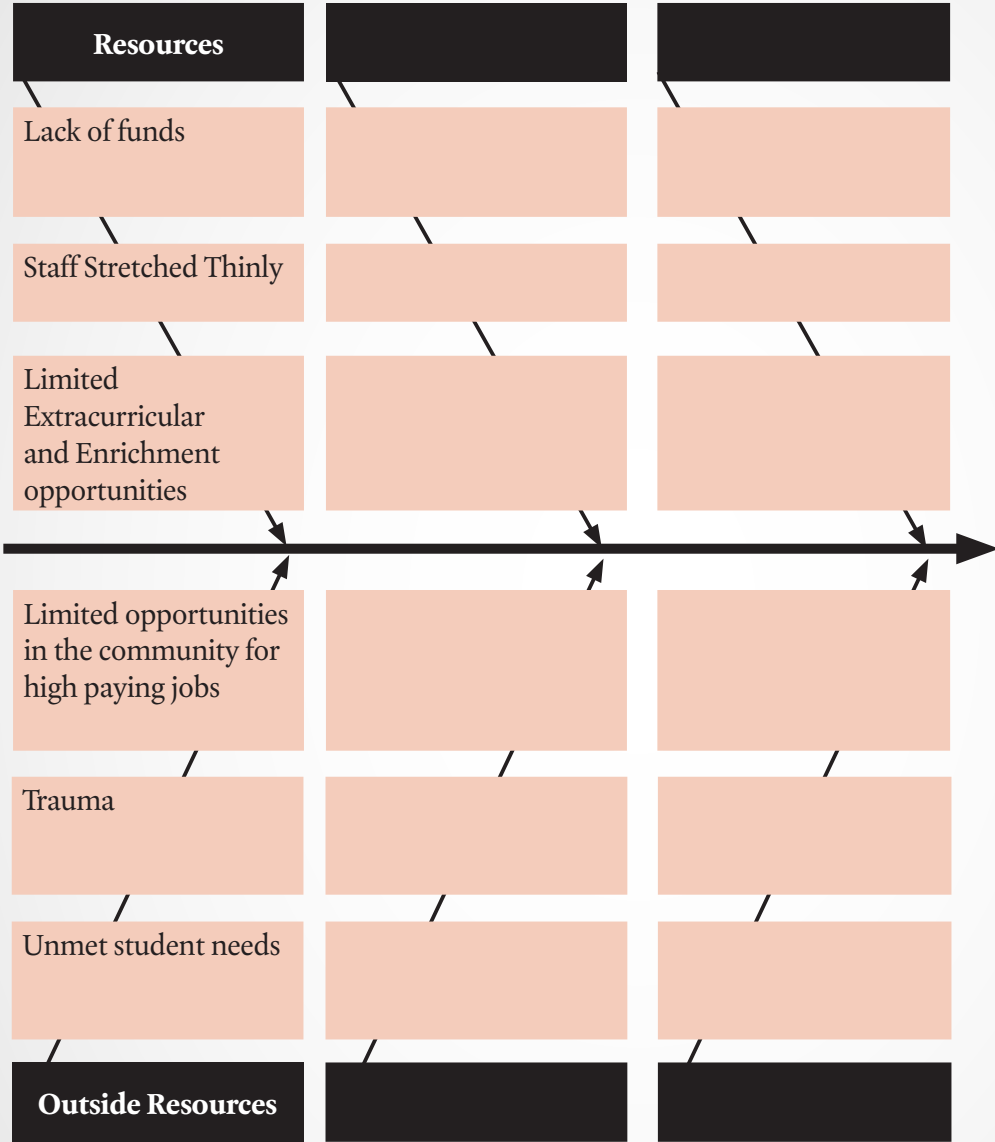 Resources
Lack of funds
Staff Stretched Thinly
Limited
Extracurricular
and Enrichment
opportunities
Limited opportunities
in the community for
high paying jobs
Trauma
Unmet student needs
Outside Resources